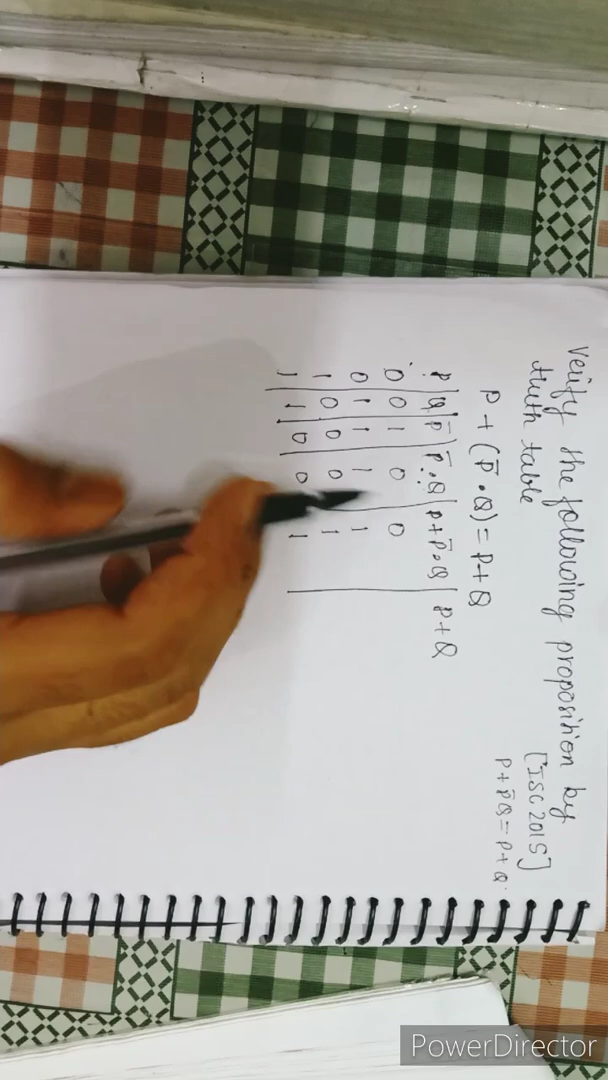 Verify the following proposition by
truth table [ISC 2015]
P + (P̅ • Q) = P + Q
P + P̅Q = P + Q
P | Q | P̅ | P̅ • Q | P + P̅ • Q | P + Q
0 0 1 0 0
0 1 1 1 1
1 0 0 0 1
1 1 0 0 1
PowerDirector